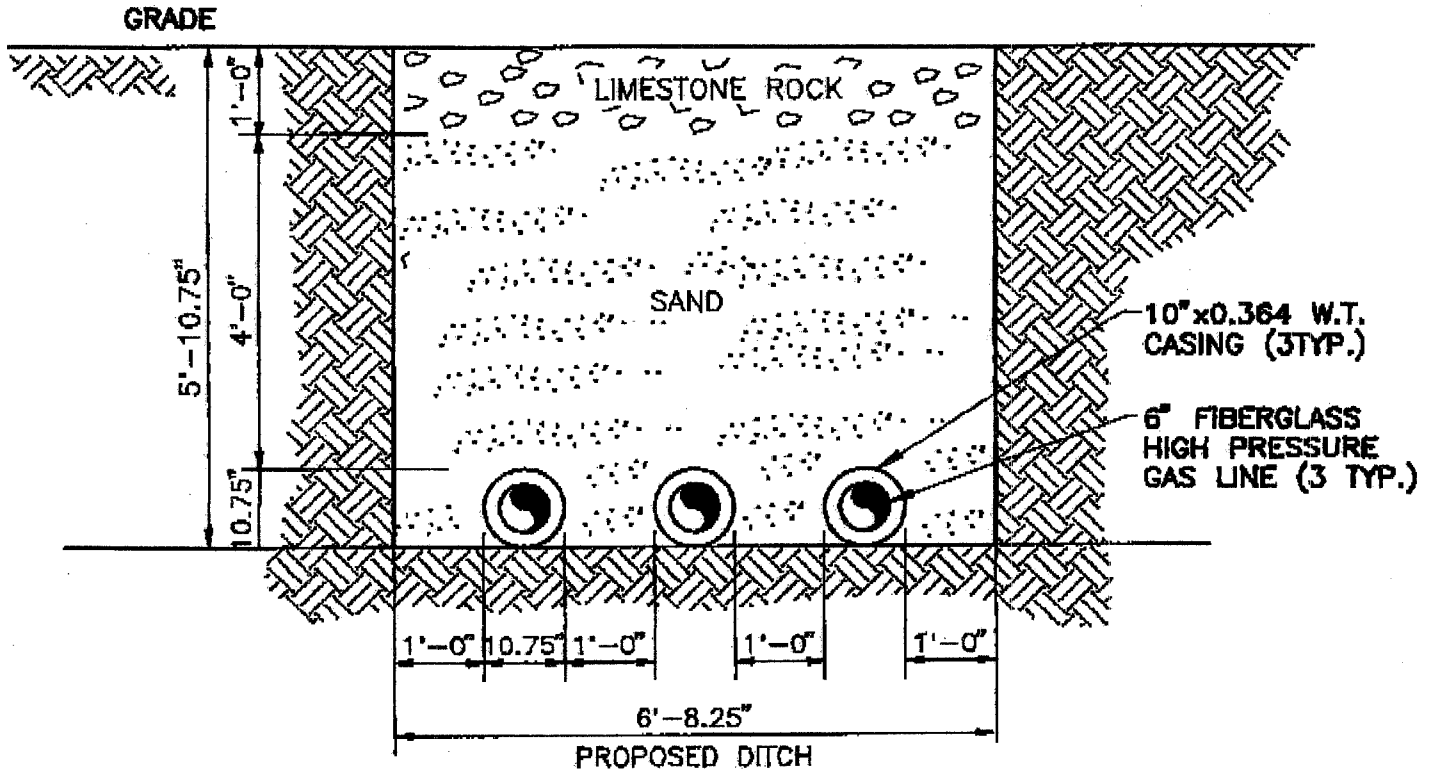 GRADE
LIMESTONE ROCK
1'-0"
5'-10.75"
4'-0"
SAND
10"x0.364 W.T.
CASING (3TYP.)
6" FIBERGLASS
HIGH PRESSURE
GAS LINE (3 TYP.)
10.75"
1'-0" 10.75" 1'-0" 1'-0" 1'-0"
6'-8.25"
PROPOSED DITCH